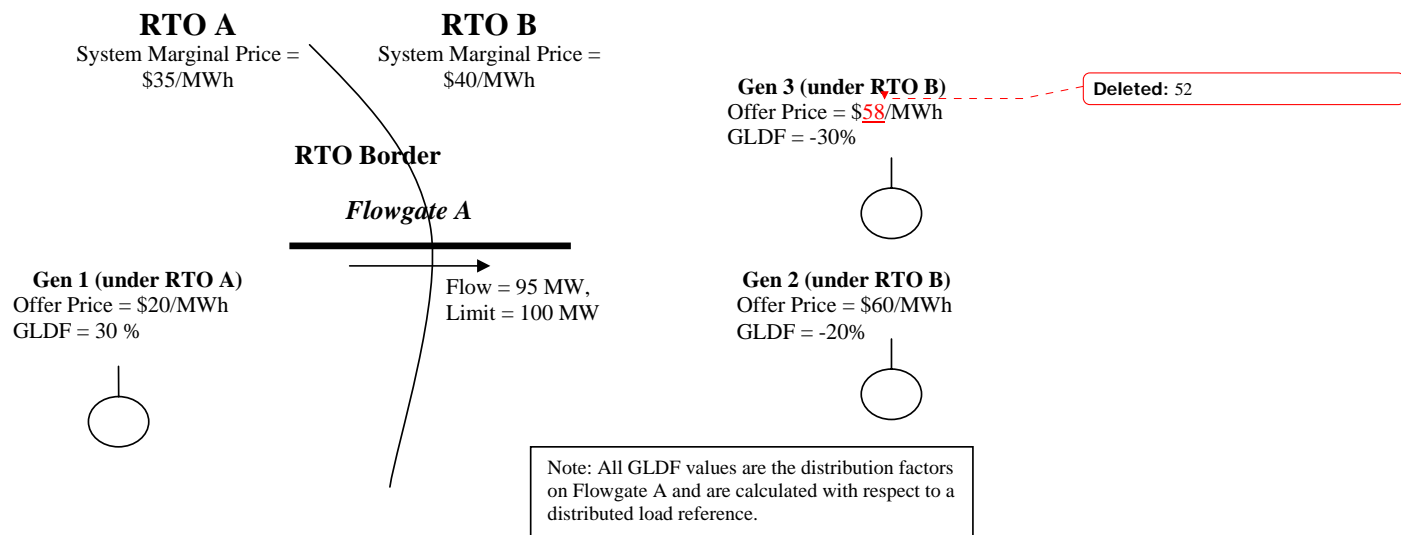 RTO A
System Marginal Price =
$35/MWh
RTO B
System Marginal Price =
$40/MWh
Gen 3 (under RTO B)
Offer Price = $58/MWh
GLDF = -30%
Deleted: 52
RTO Border
Flowgate A
Flow = 95 MW,
Limit = 100 MW
Gen 1 (under RTO A)
Offer Price = $20/MWh
GLDF = 30 %
Gen 2 (under RTO B)
Offer Price = $60/MWh
GLDF = -20%
Note: All GLDF values are the distribution factors
on Flowgate A and are calculated with respect to a
distributed load reference.